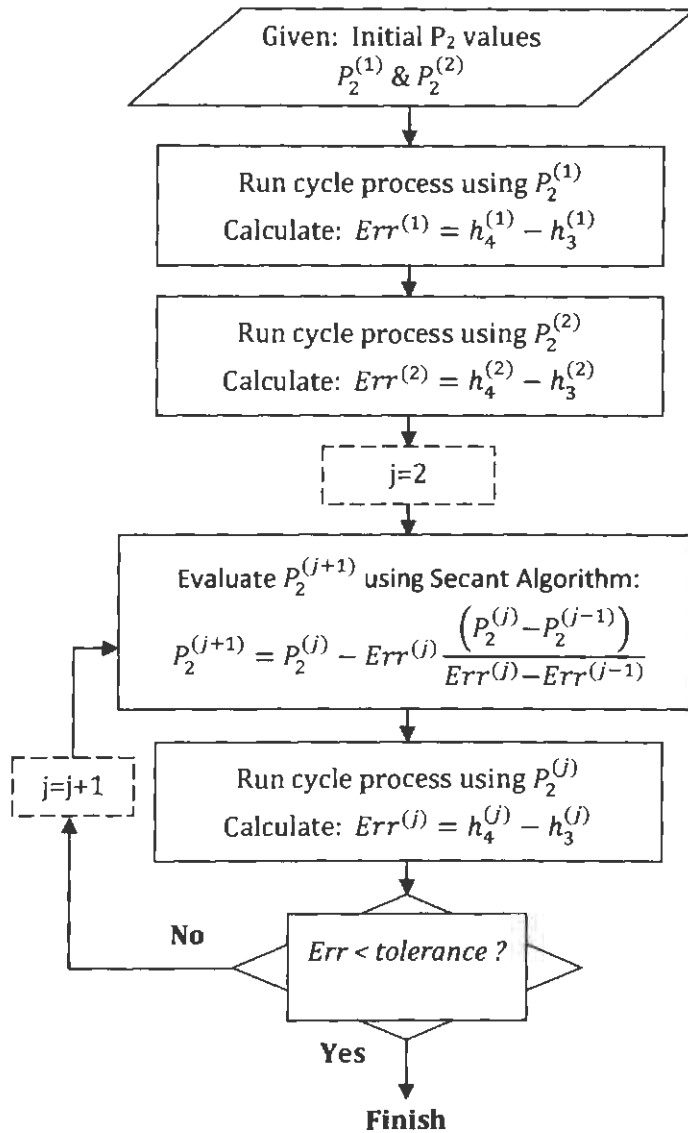 Given: Initial P₂ values
P₂⁽¹⁾ & P₂⁽²⁾
Run cycle process using P₂⁽¹⁾
Calculate: Err⁽¹⁾ = h₄⁽¹⁾ − h₃⁽¹⁾
Run cycle process using P₂⁽²⁾
Calculate: Err⁽²⁾ = h₄⁽²⁾ − h₃⁽²⁾
j=2
Evaluate P₂⁽ʲ⁺¹⁾ using Secant Algorithm:
P₂⁽ʲ⁺¹⁾ = P₂⁽ʲ⁾ − Err⁽ʲ⁾ (P₂⁽ʲ⁾−P₂⁽ʲ⁻¹⁾) / Err⁽ʲ⁾−Err⁽ʲ⁻¹⁾
j=j+1
Run cycle process using P₂⁽ʲ⁾
Calculate: Err⁽ʲ⁾ = h₄⁽ʲ⁾ − h₃⁽ʲ⁾
No
Err < tolerance ?
Yes
Finish